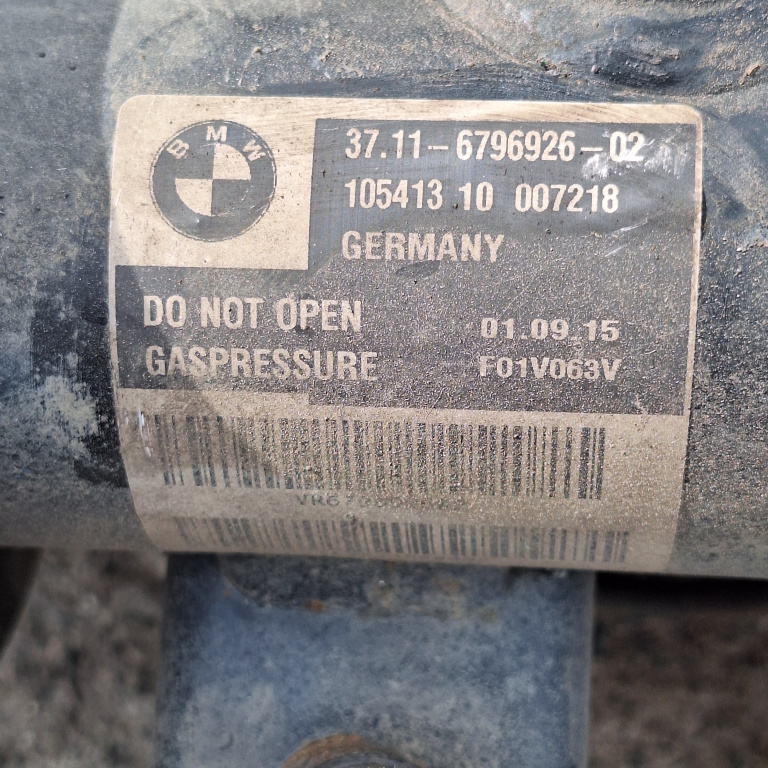 BMW
37.11-6796926-02
105413 10 007218
GERMANY
DO NOT OPEN
01.09.15
GASPRESSURE
F01V063V